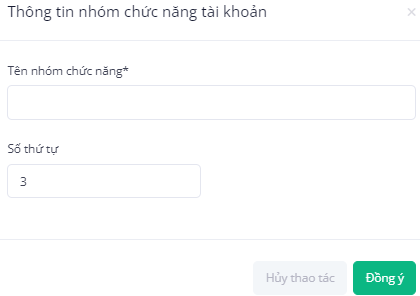 Thông tin nhóm chức năng tài khoản
Tên nhóm chức năng*
Số thứ tự
3
Hủy thao tác Đồng ý